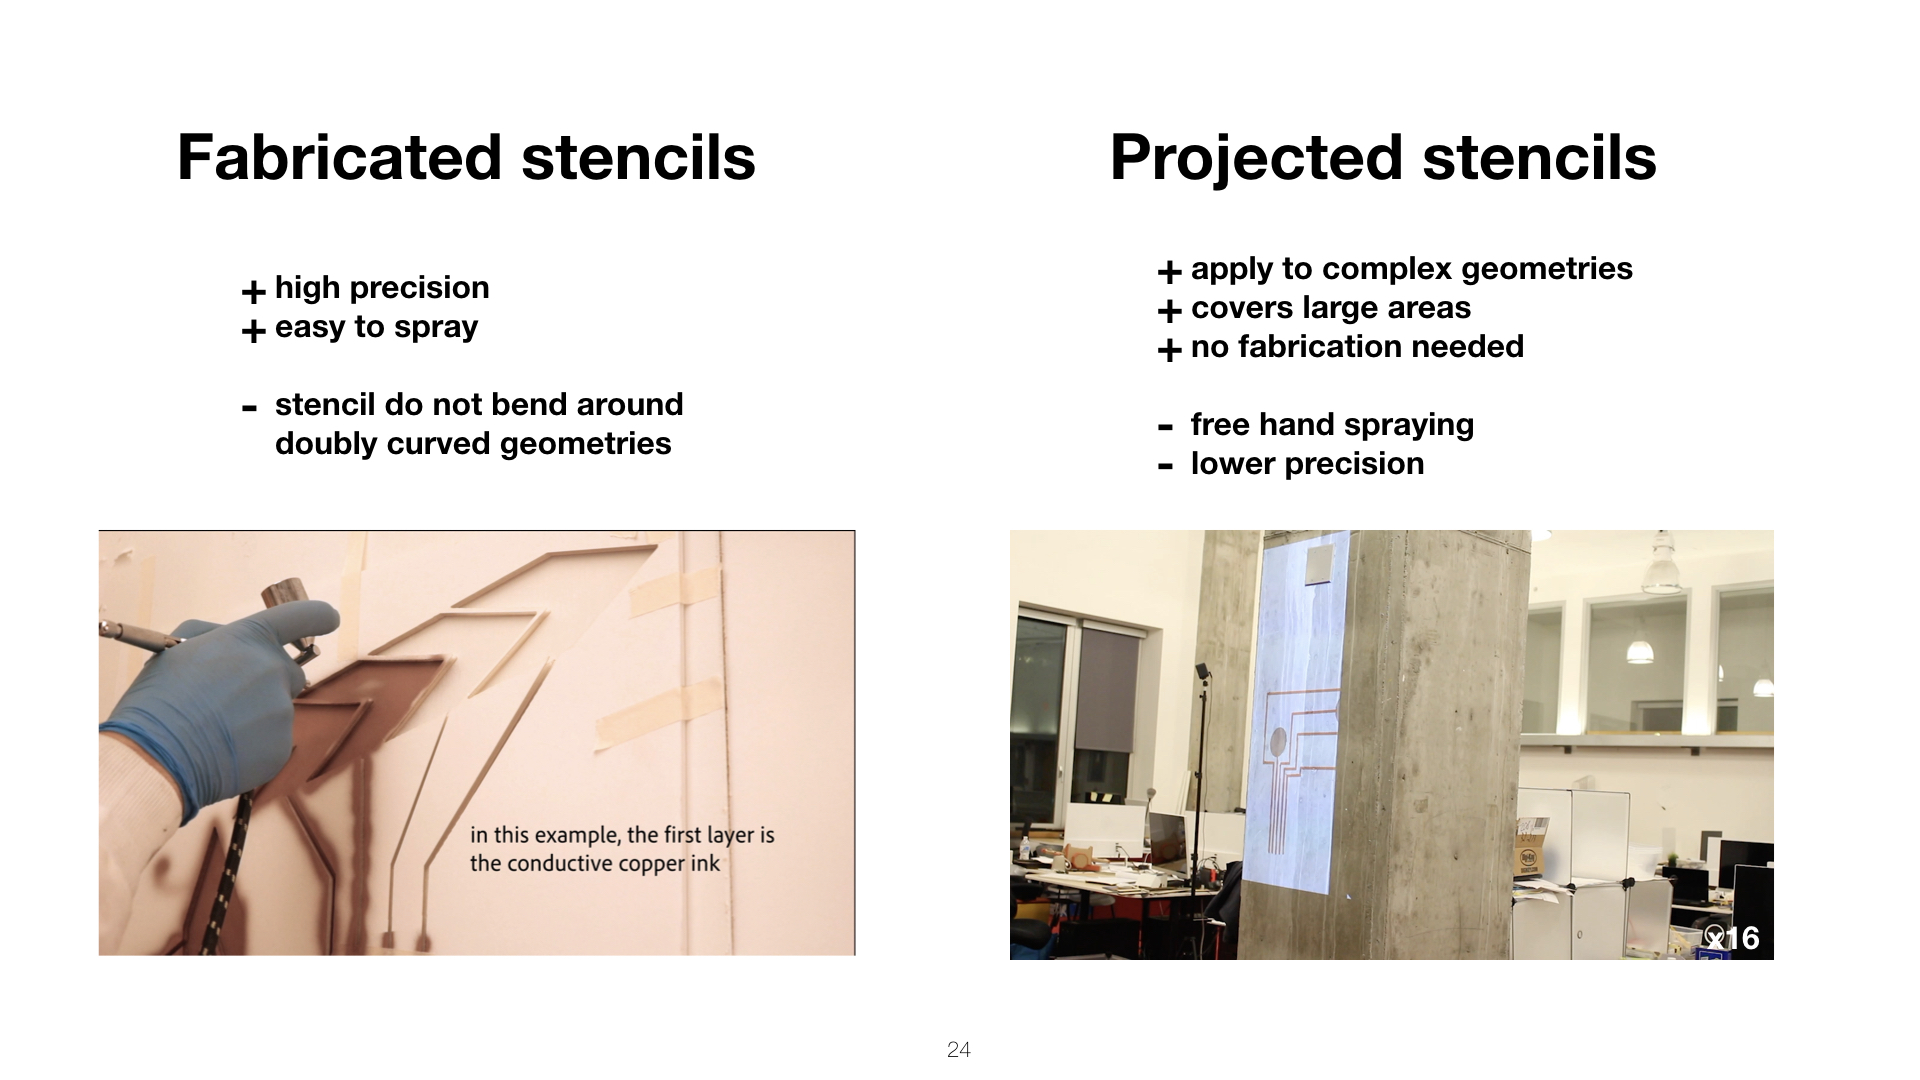 Fabricated stencils
+ high precision
+ easy to spray
- stencil do not bend around
doubly curved geometries
in this example, the first layer is
the conductive copper ink
Projected stencils
+ apply to complex geometries
+ covers large areas
+ no fabrication needed
- free hand spraying
- lower precision
x16
24